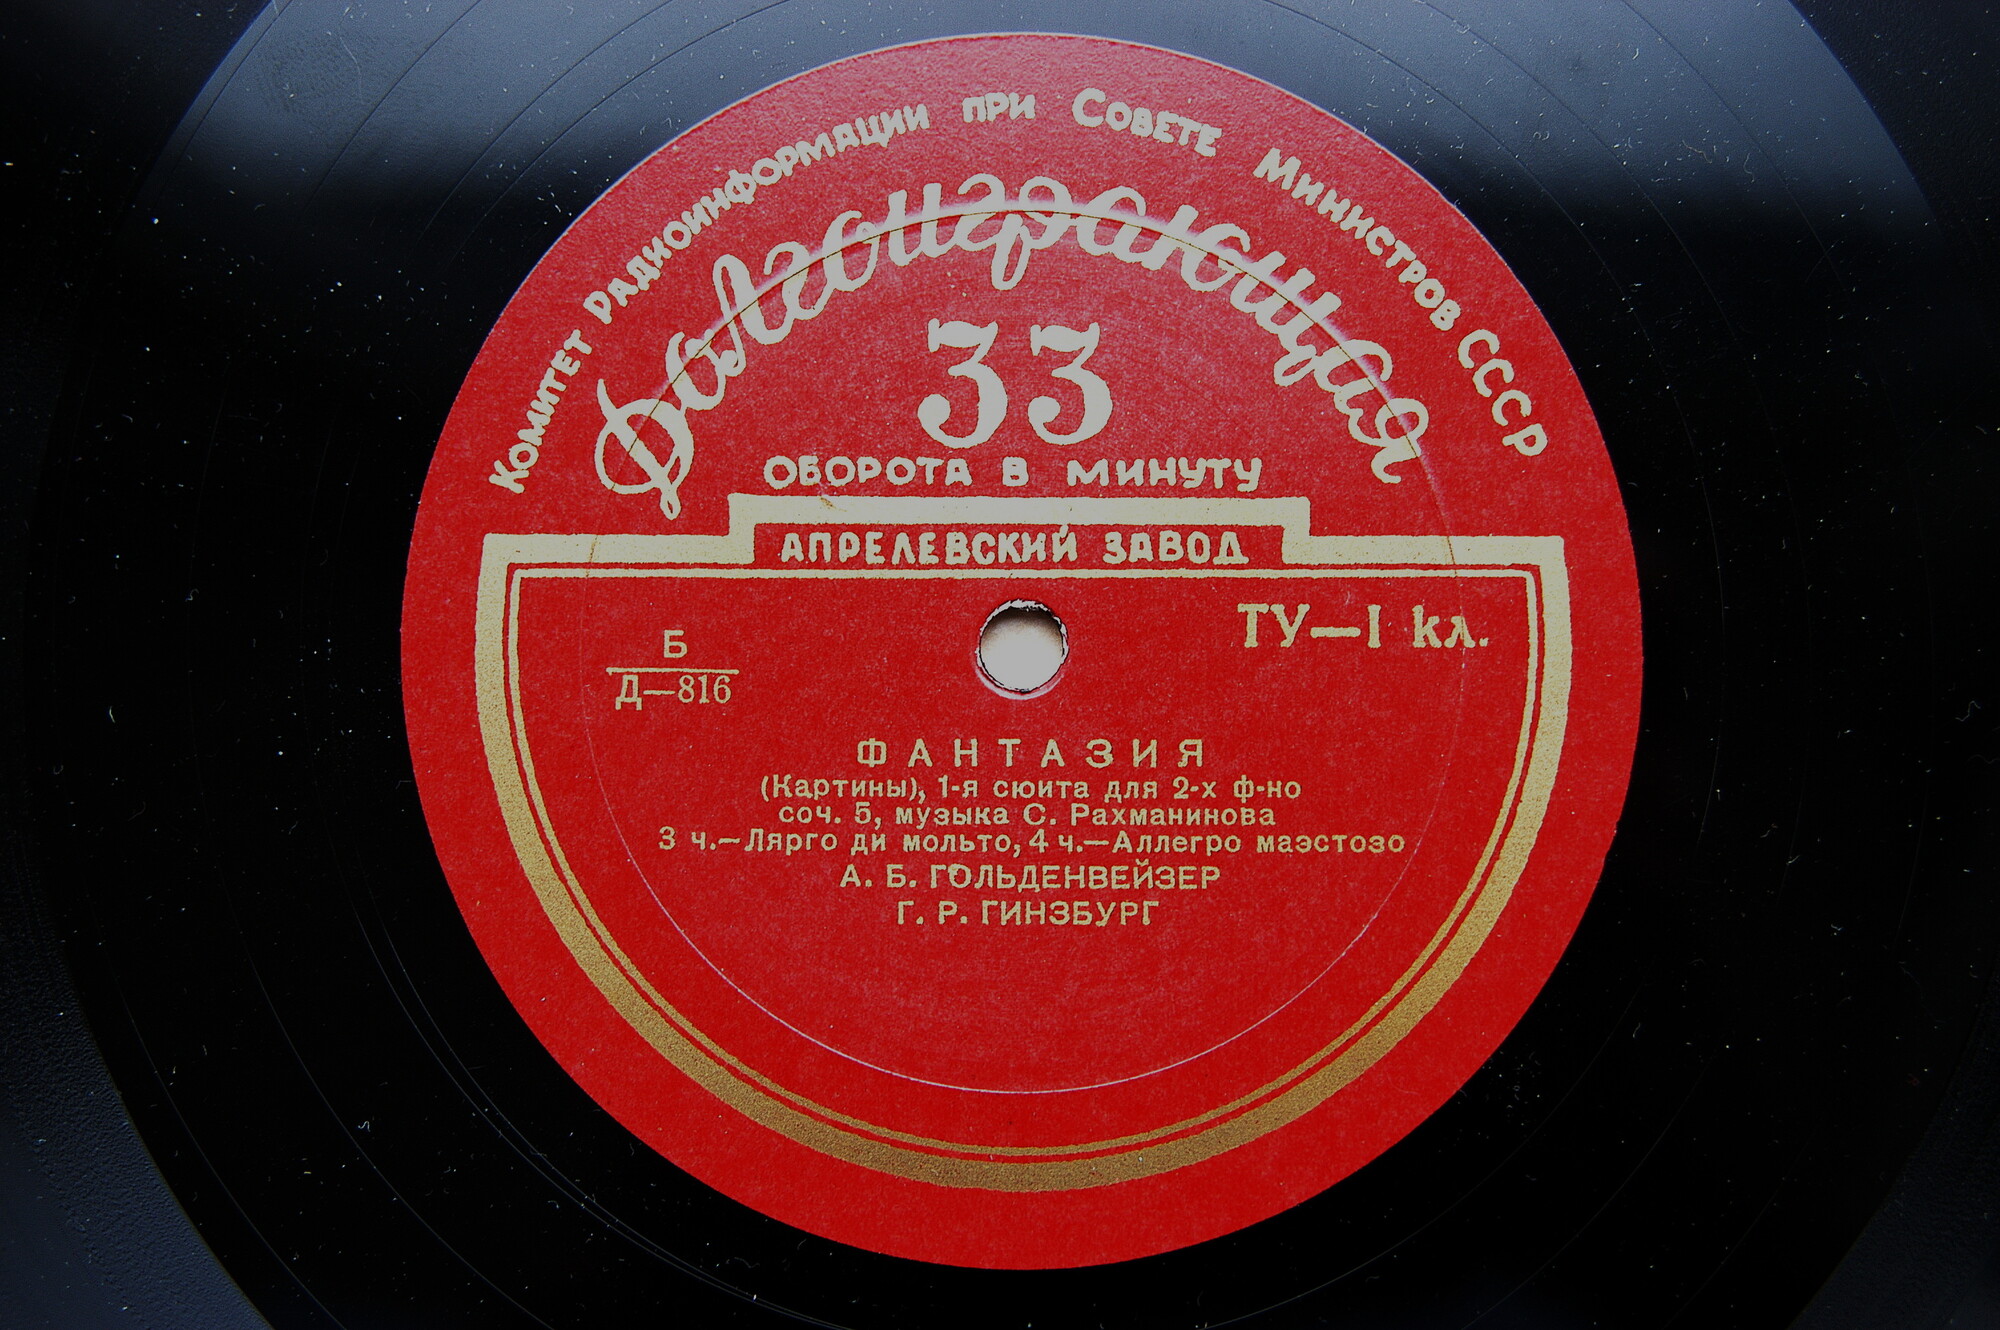 Комитет Радиоинформации при Совете Министров СССР
Долгоиграющая
33
ОБОРОТА В МИНУТУ
АПРЕЛЕВСКИЙ ЗАВОД
ТУ—I кл.
Б
Д—816
ФАНТАЗИЯ
(Картины), 1-я сюита для 2-х ф-но
соч. 5, музыка С. Рахманинова
3 ч.—Лярго ди мольто, 4 ч.—Аллегро маэстозо
А. Б. ГОЛЬДЕНВЕЙЗЕР
Г. Р. ГИНЗБУРГ